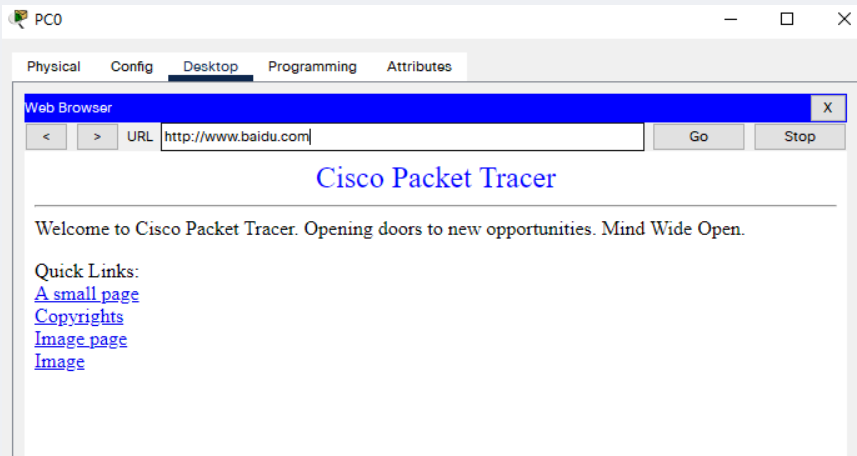 PC0
Physical Config Desktop Programming Attributes
Web Browser X
< > URL http://www.baidu.com Go Stop
Cisco Packet Tracer
Welcome to Cisco Packet Tracer. Opening doors to new opportunities. Mind Wide Open.
Quick Links:
A small page
Copyrights
Image page
Image